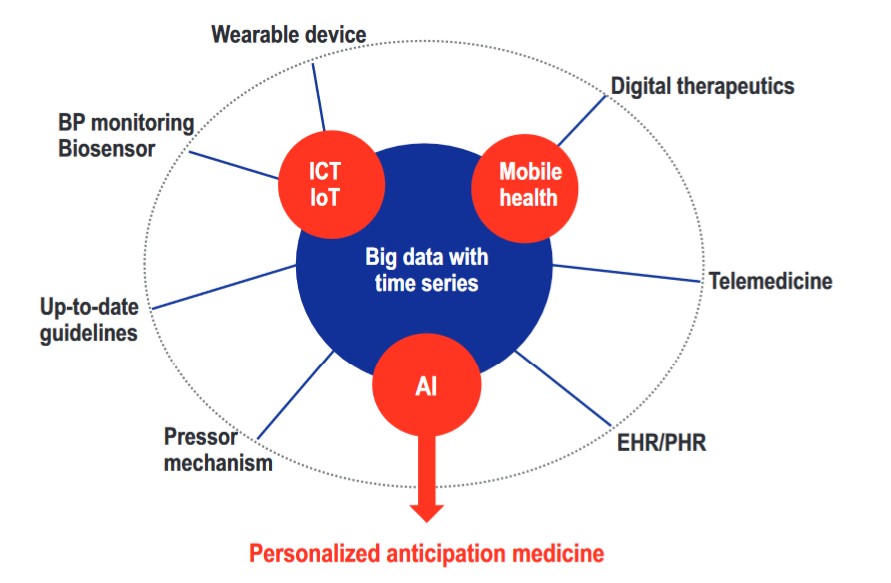 Wearable device
Digital therapeutics
BP monitoring
Biosensor
ICT
IoT
Mobile
health
Big data with
time series
Telemedicine
Up-to-date
guidelines
AI
Pressor
mechanism
EHR/PHR
Personalized anticipation medicine